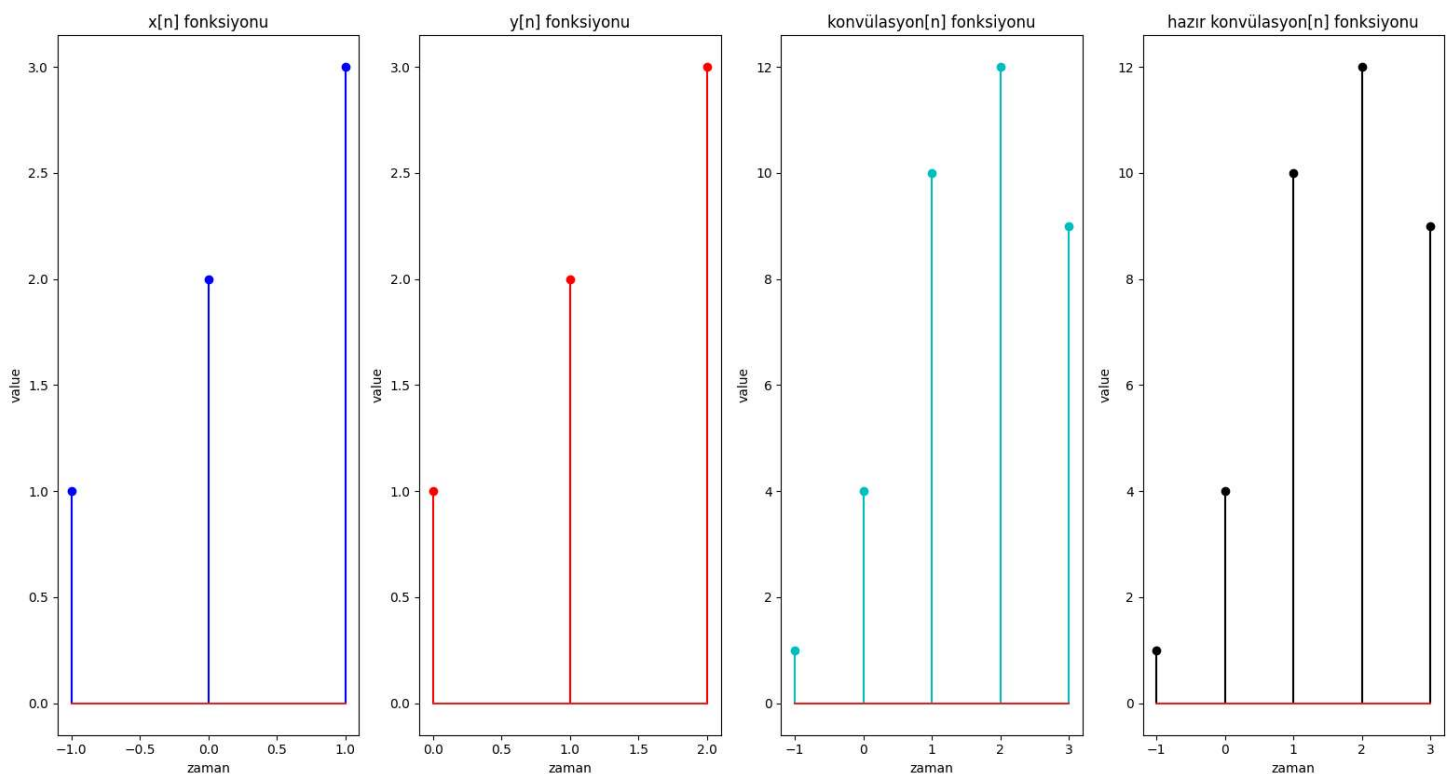 x[n] fonksiyonu
3.0
2.5
2.0
1.5
1.0
0.5
0.0
value
−1.0 −0.5 0.0 0.5 1.0
zaman
y[n] fonksiyonu
3.0
2.5
2.0
1.5
1.0
0.5
0.0
value
0.0 0.5 1.0 1.5 2.0
zaman
konvülasyon[n] fonksiyonu
12
10
8
6
4
2
0
value
−1 0 1 2 3
zaman
hazır konvülasyon[n] fonksiyonu
12
10
8
6
4
2
0
value
−1 0 1 2 3
zaman